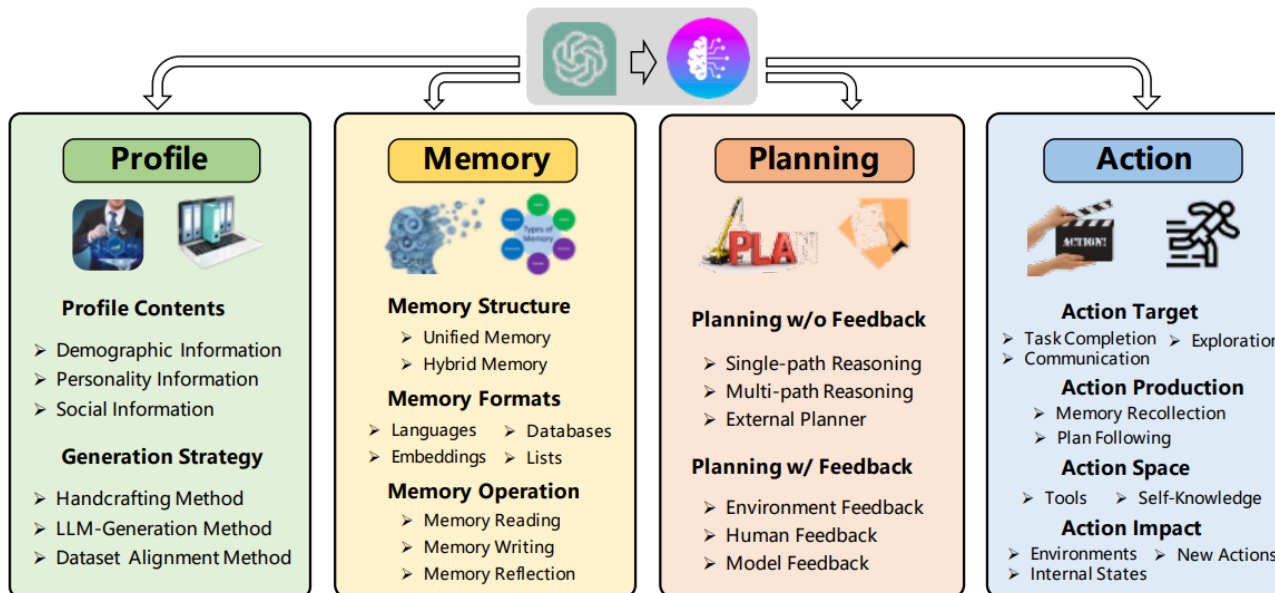 Profile
Profile Contents
Demographic Information
Personality Information
Social Information
Generation Strategy
Handcrafting Method
LLM-Generation Method
Dataset Alignment Method
Memory
Types of
Memory
Memory Structure
Unified Memory
Hybrid Memory
Memory Formats
Languages Databases
Embeddings Lists
Memory Operation
Memory Reading
Memory Writing
Memory Reflection
Planning
PLAN
Planning w/o Feedback
Single-path Reasoning
Multi-path Reasoning
External Planner
Planning w/ Feedback
Environment Feedback
Human Feedback
Model Feedback
Action
ACTION!
Action Target
Task Completion Exploration
Communication
Action Production
Memory Recollection
Plan Following
Action Space
Tools Self-Knowledge
Action Impact
Environments New Actions
Internal States